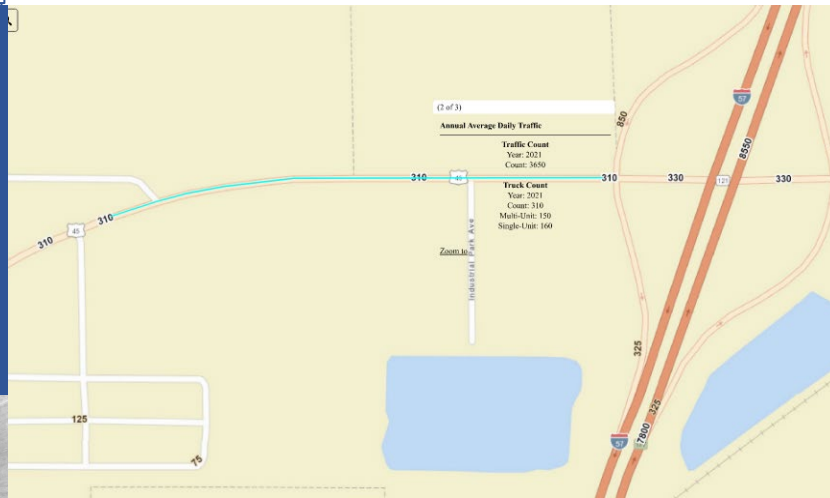 (2 of 3)
Annual Average Daily Traffic
Traffic Count
Year: 2021
Count: 3650
Truck Count
Year: 2021
Count: 310
Multi-Unit: 150
Single-Unit: 160
Zoom to
57
850
8550
310
45
310
330
121
330
310
45
310
Industrial Park Ave
325
325
125
75
57
7800